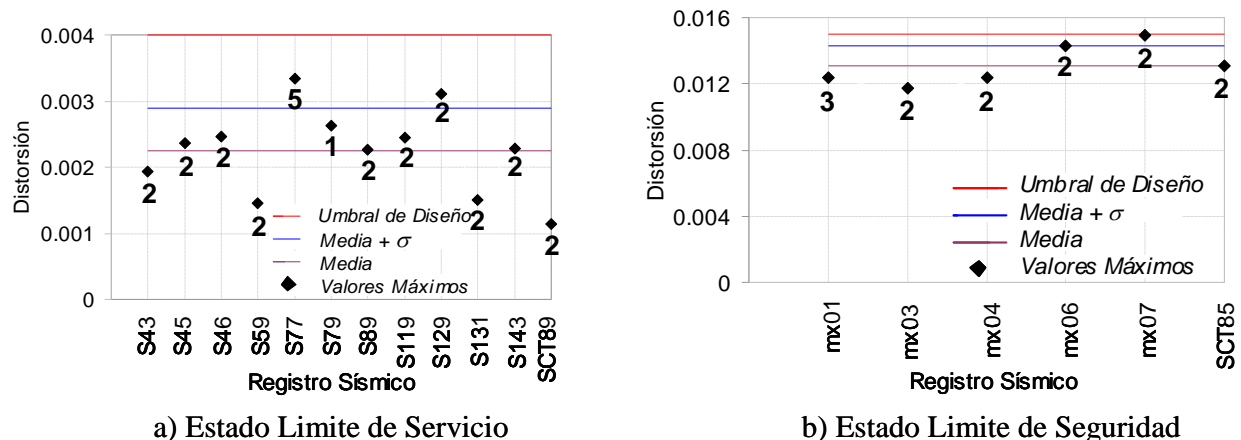 0.004
0.003
0.002
0.001
0
Distorsión
2
2
2
2
5
1
2
2
2
2
2
2
Umbral de Diseño
Media + σ
Media
Valores Máximos
S43
S45
S46
S59
S77
S79
S89
S119
S129
S131
S143
SCT89
Registro Sísmico
a) Estado Limite de Servicio
0.016
0.012
0.008
0.004
0
Distorsión
3
2
2
2
2
2
Umbral de Diseño
Media + σ
Media
Valores Máximos
mx01
mx03
mx04
mx06
mx07
SCT85
Registro Sísmico
b) Estado Limite de Seguridad